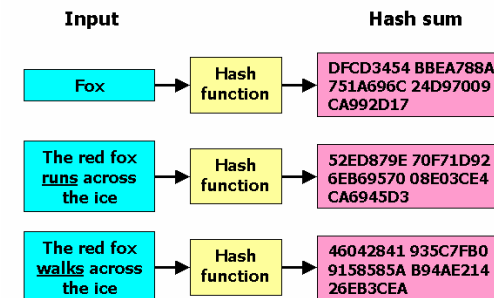 Input
Hash sum
Fox
Hash
function
DFCD3454 BBEA788A
751A696C 24D97009
CA992D17
The red fox
runs across
the ice
Hash
function
52ED879E 70F71D92
6EB69570 08E03CE4
CA6945D3
The red fox
walks across
the ice
Hash
function
46042841 935C7FB0
9158585A B94AE214
26EB3CEA